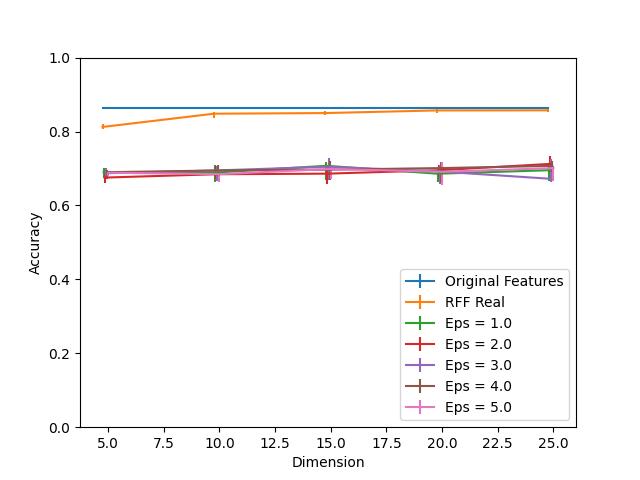 1.0
0.8
0.6
0.4
0.2
0.0
Accuracy
Original Features
RFF Real
Eps = 1.0
Eps = 2.0
Eps = 3.0
Eps = 4.0
Eps = 5.0
5.0 7.5 10.0 12.5 15.0 17.5 20.0 22.5 25.0
Dimension